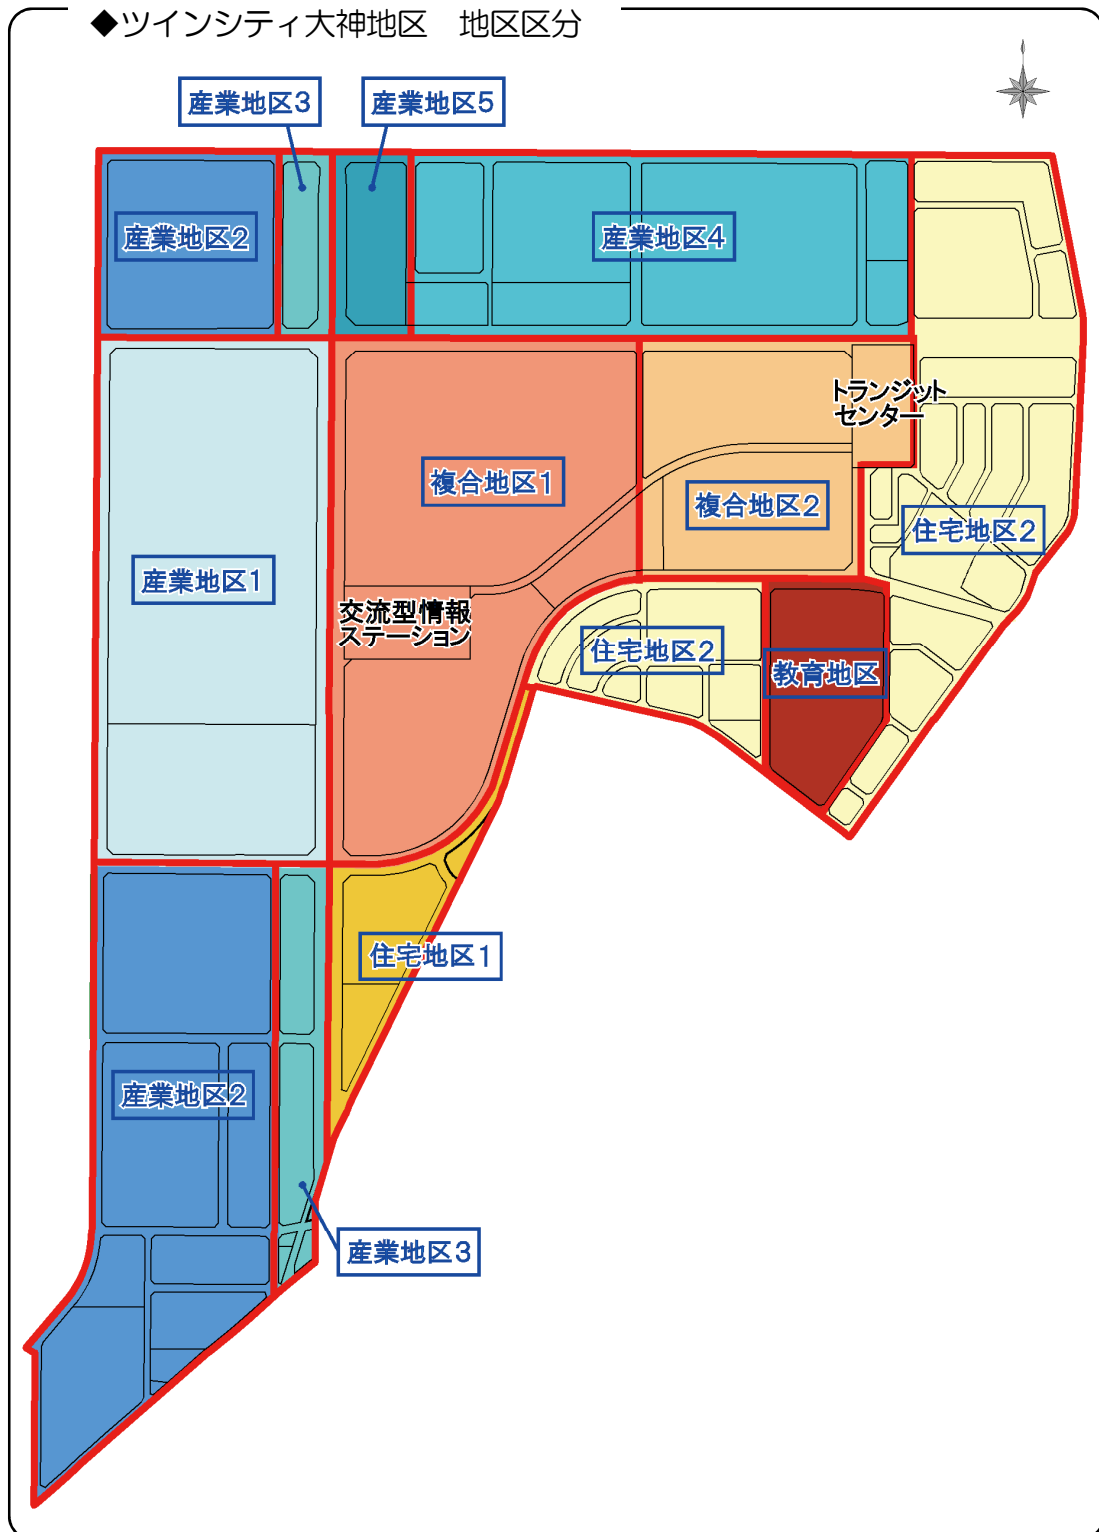 ◆ツインシティ大神地区　地区区分
産業地区3
産業地区5
産業地区2
産業地区4
トランジット
センター
複合地区1
複合地区2
住宅地区2
産業地区1
交流型情報
ステーション
住宅地区2
教育地区
住宅地区1
産業地区2
産業地区3